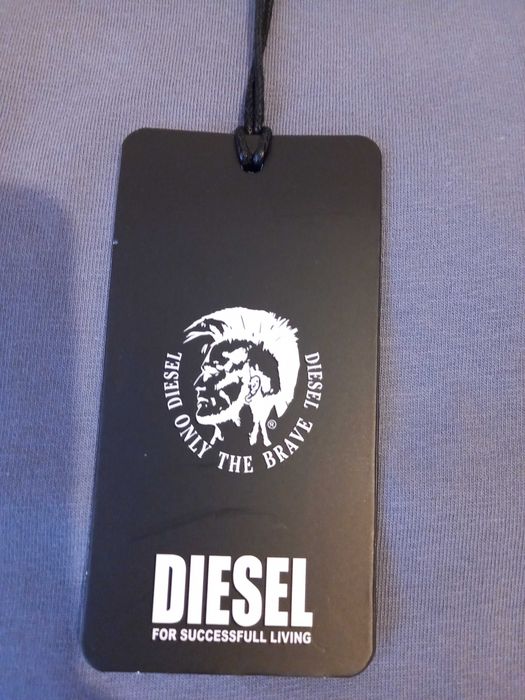 DIESEL ONLY THE BRAVE DIESEL
®
DIESEL
FOR SUCCESSFULL LIVING